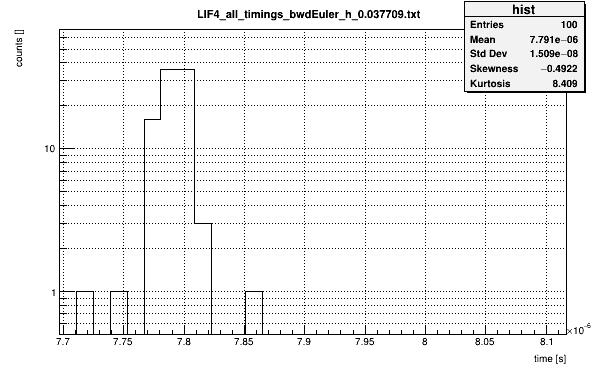 LIF4_all_timings_bwdEuler_h_0.037709.txt
hist
Entries 100
Mean 7.791e−06
Std Dev 1.509e−08
Skewness −0.4922
Kurtosis 8.409
counts []
10
1
7.7 7.75 7.8 7.85 7.9 7.95 8 8.05 8.1
×10−6
time [s]